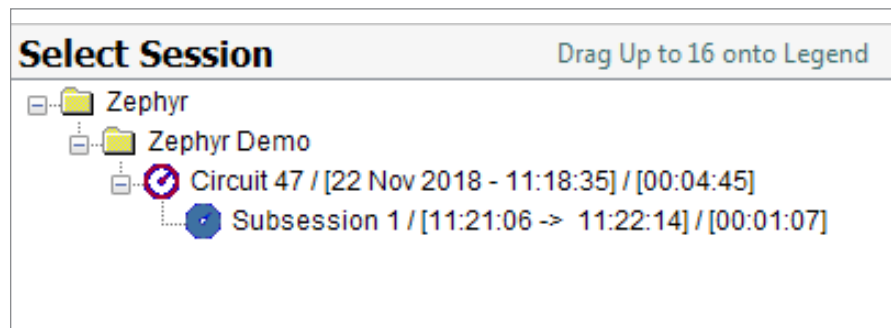 Select Session Drag Up to 16 onto Legend
Zephyr
Zephyr Demo
Circuit 47 / [22 Nov 2018 - 11:18:35] / [00:04:45]
Subsession 1 / [11:21:06 -> 11:22:14] / [00:01:07]